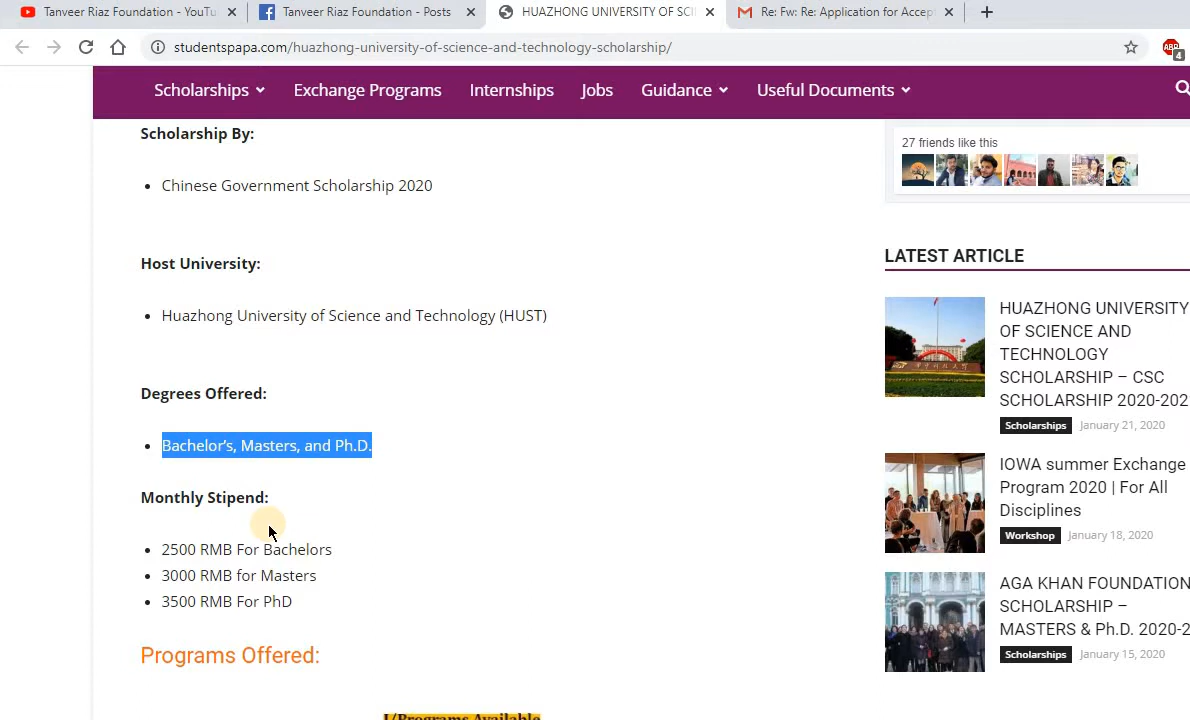 Tanveer Riaz Foundation - YouTu
Tanveer Riaz Foundation - Posts
HUAZHONG UNIVERSITY OF SCI
Re: Fw: Re: Application for Accep
studentspapa.com/huazhong-university-of-science-and-technology-scholarship/
ABP
4
Scholarships
Exchange Programs
Internships
Jobs
Guidance
Useful Documents
Scholarship By:
Chinese Government Scholarship 2020
Host University:
Huazhong University of Science and Technology (HUST)
Degrees Offered:
Bachelor's, Masters, and Ph.D.
Monthly Stipend:
2500 RMB For Bachelors
3000 RMB for Masters
3500 RMB For PhD
Programs Offered:
I/Programs Available
27 friends like this
LATEST ARTICLE
HUAZHONG UNIVERSITY
OF SCIENCE AND
TECHNOLOGY
SCHOLARSHIP – CSC
SCHOLARSHIP 2020-202
Scholarships January 21, 2020
IOWA summer Exchange
Program 2020 | For All
Disciplines
Workshop January 18, 2020
AGA KHAN FOUNDATION
SCHOLARSHIP –
MASTERS & Ph.D. 2020-2
Scholarships January 15, 2020